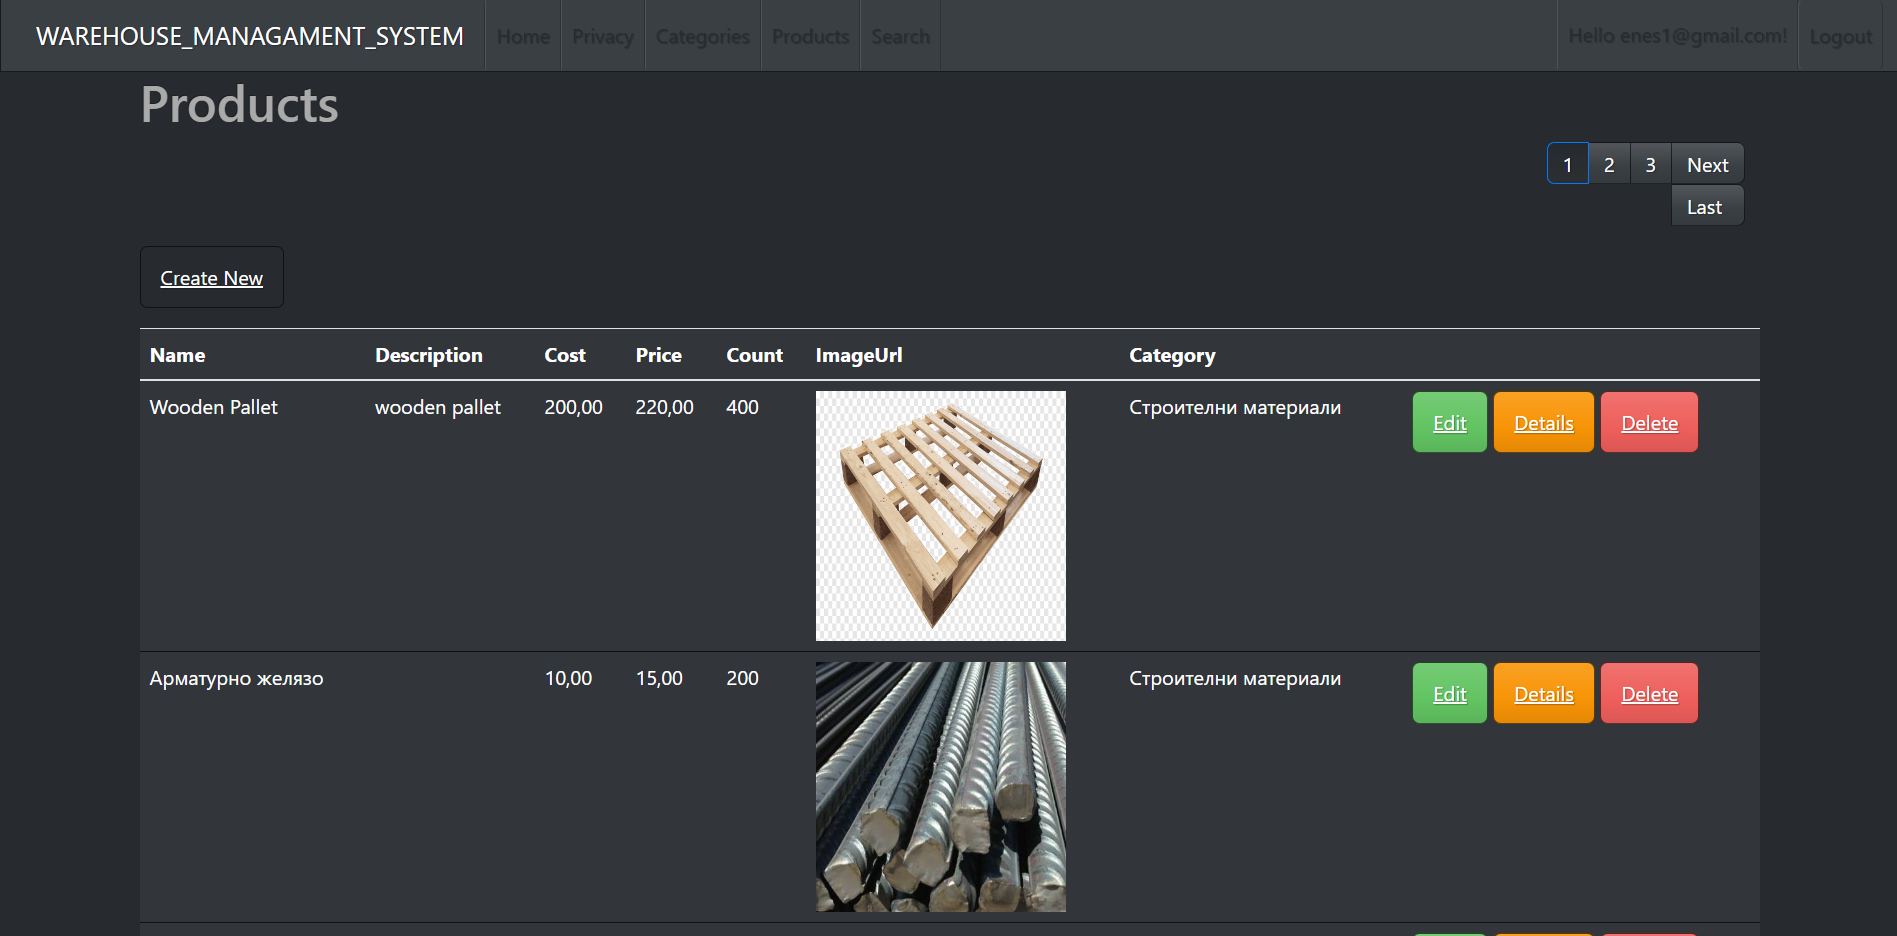 WAREHOUSE_MANAGAMENT_SYSTEM Home Privacy Categories Products Search Hello enes1@gmail.com! Logout
Products
1 2 3 Next
Last
Create New
Name Description Cost Price Count ImageUrl Category
Wooden Pallet wooden pallet 200,00 220,00 400 Строителни материали Edit Details Delete
Арматурно желязо 10,00 15,00 200 Строителни материали Edit Details Delete